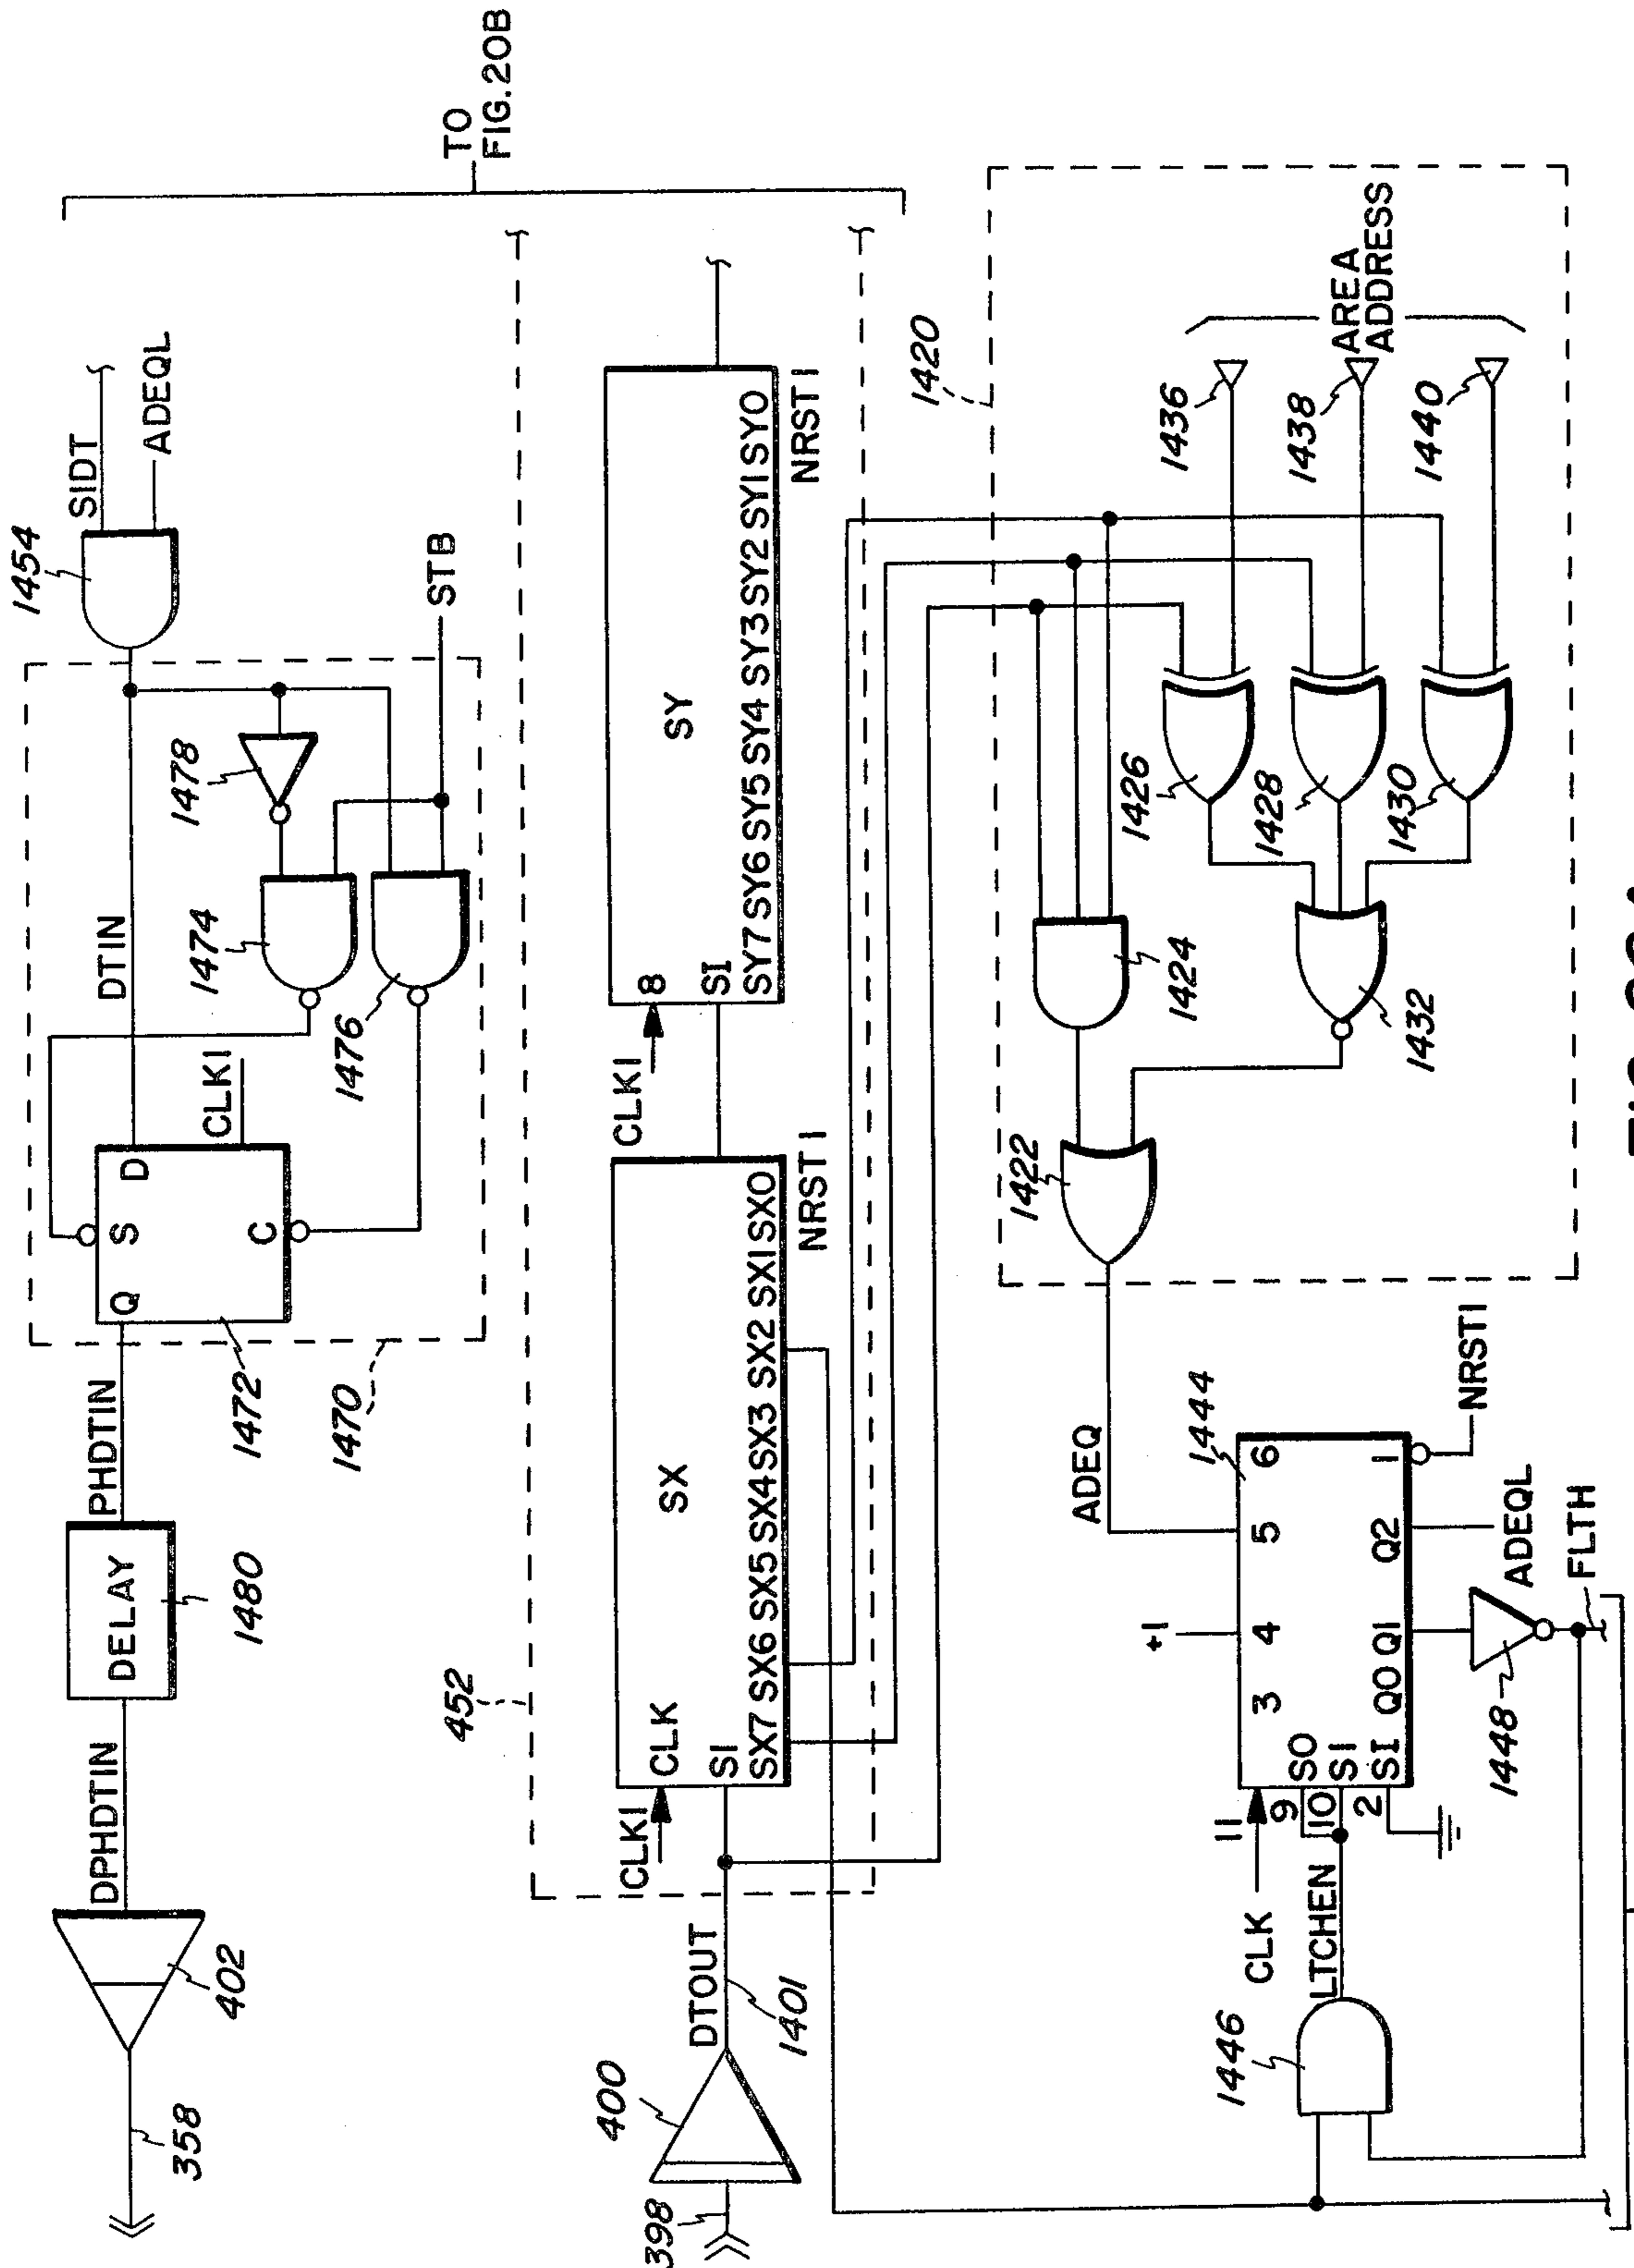 358
402
DPHDTIN
DELAY
1480
PHDTIN
1472
1470
Q
S
D
C
CLK1
DTIN
1474
1476
1478
1454
SIDT
ADEQL
STB
TO
FIG. 20B
398
400
DTOUT
1401
452
CLK1
CLK
SI
SX
SX7 SX6 SX5 SX4 SX3 SX2 SX1 SX0
NRST1
CLK1
8
SI
SY
SY7 SY6 SY5 SY4 SY3 SY2 SY1 SY0
NRST1
1420
1422
1424
1426
1428
1430
1432
1436
1438
1440
AREA
ADDRESS
ADEQ
1444
+1
3 4 5 6
CLK
11
9 S0
10 S1
2 SI
Q0 Q1 Q2 1
LTCHEN
1446
1448
ADEQL
FLTH
NRST1